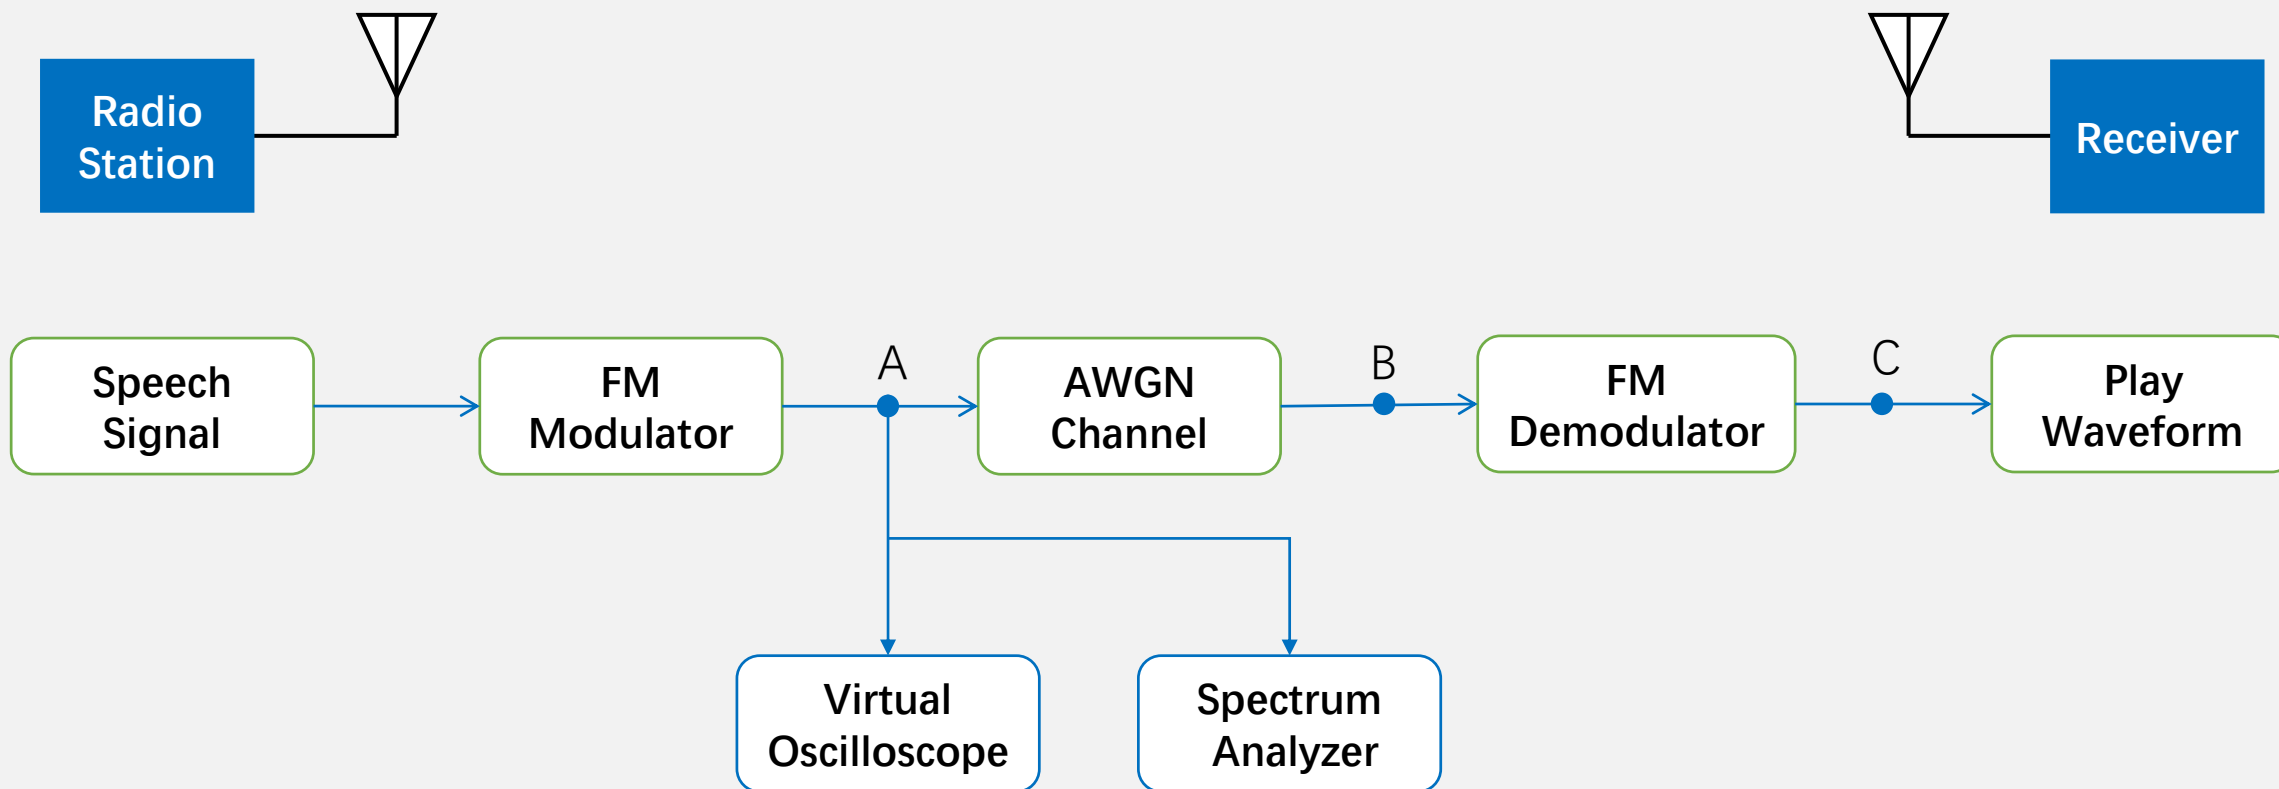 Radio
Station
Receiver
Speech
Signal
FM
Modulator
A
AWGN
Channel
B
FM
Demodulator
C
Play
Waveform
Virtual
Oscilloscope
Spectrum
Analyzer